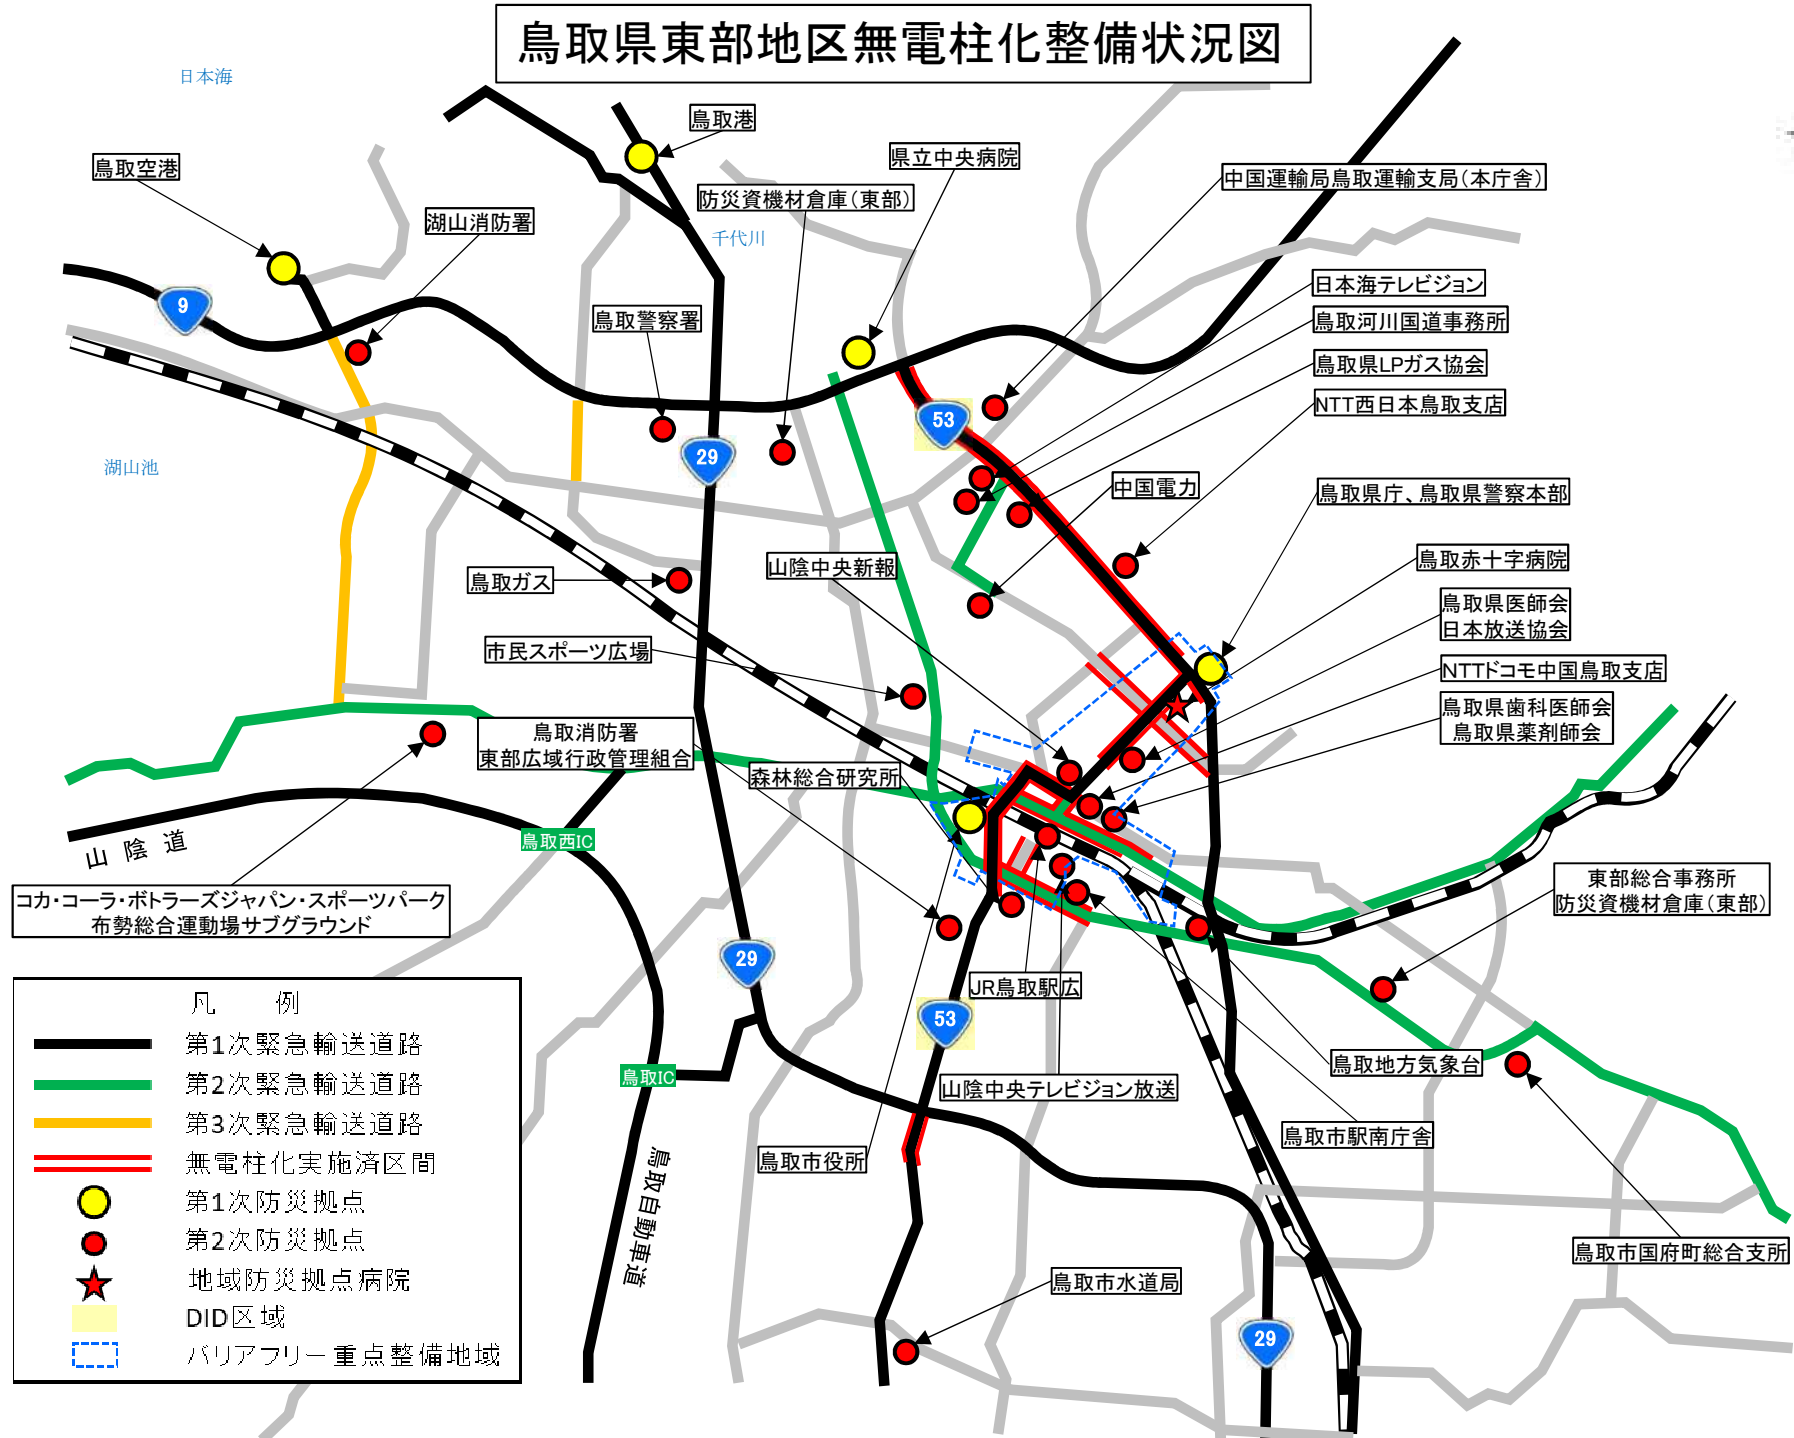 鳥取県東部地区無電柱化整備状況図
日本海
鳥取港
鳥取空港
県立中央病院
中国運輸局鳥取運輸支局(本庁舎)
防災資機材倉庫(東部)
湖山消防署
千代川
日本海テレビジョン
9
鳥取警察署
鳥取河川国道事務所
鳥取県LPガス協会
NTT西日本鳥取支店
53
29
湖山池
中国電力
鳥取県庁、鳥取県警察本部
山陰中央新報
鳥取赤十字病院
鳥取ガス
鳥取県医師会
日本放送協会
市民スポーツ広場
NTTドコモ中国鳥取支店
鳥取県歯科医師会
鳥取県薬剤師会
鳥取消防署
東部広域行政管理組合
森林総合研究所
鳥取西IC
山陰道
コカ・コーラ・ボトラーズジャパン・スポーツパーク
布勢総合運動場サブグラウンド
東部総合事務所
防災資機材倉庫(東部)
29
JR鳥取駅広
53
鳥取地方気象台
鳥取IC
山陰中央テレビジョン放送
鳥取市駅南庁舎
鳥取市役所
鳥取自動車道
鳥取市国府町総合支所
鳥取市水道局
29
凡 例
第1次緊急輸送道路
第2次緊急輸送道路
第3次緊急輸送道路
無電柱化実施済区間
第1次防災拠点
第2次防災拠点
地域防災拠点病院
DID区域
バリアフリー重点整備地域